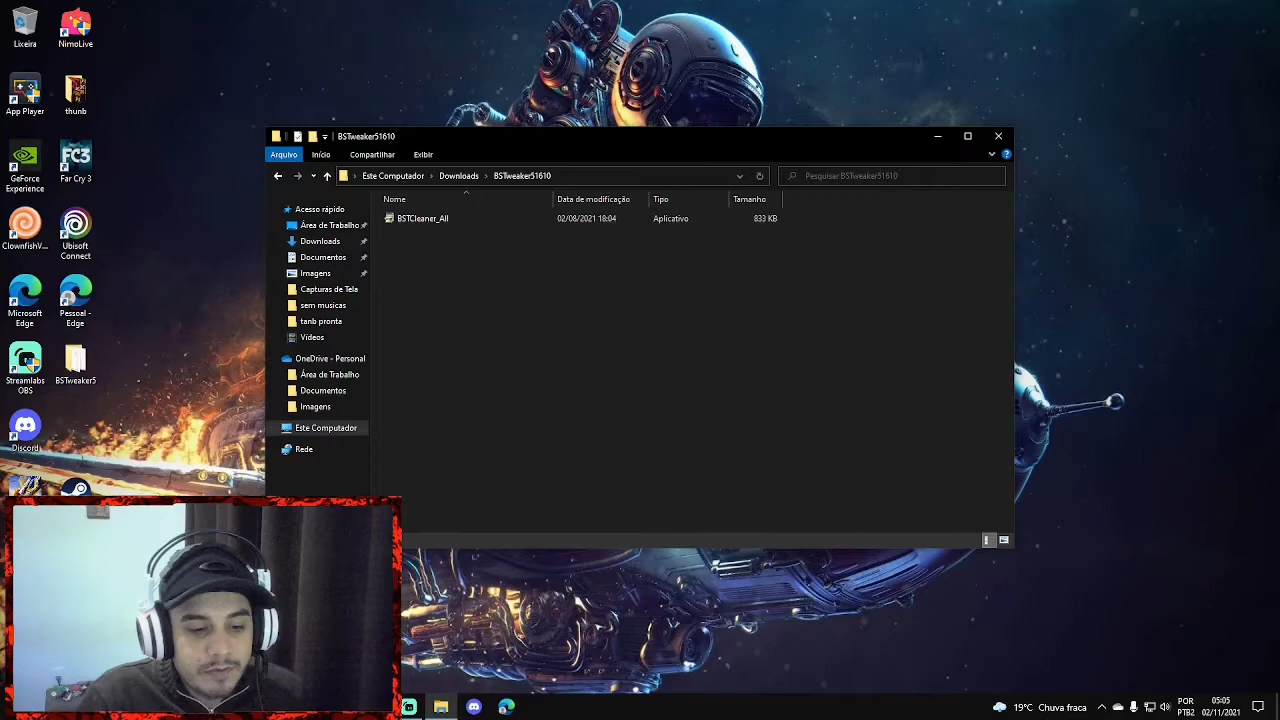 Lixeira
NimoLive
App Player
thunb
GeForce
Experience
Far Cry 3
ClownfishV...
Ubisoft
Connect
Microsoft
Edge
Pessoal -
Edge
Streamlabs
OBS
BSTweaker5
Discord
BSTweaker51610
Arquivo
Início
Compartilhar
Exibir
Este Computador > Downloads > BSTweaker51610
Pesquisar BSTweaker51610
Nome
Data de modificação
Tipo
Tamanho
BSTCleaner_All
02/08/2021 18:04
Aplicativo
833 KB
Acesso rápido
Área de Trabalho
Downloads
Documentos
Imagens
Capturas de Tela
sem musicas
tanb pronta
Vídeos
OneDrive - Personal
Área de Trabalho
Documentos
Imagens
Este Computador
Rede
19°C Chuva fraca
POR
PTB2
05:05
02/11/2021